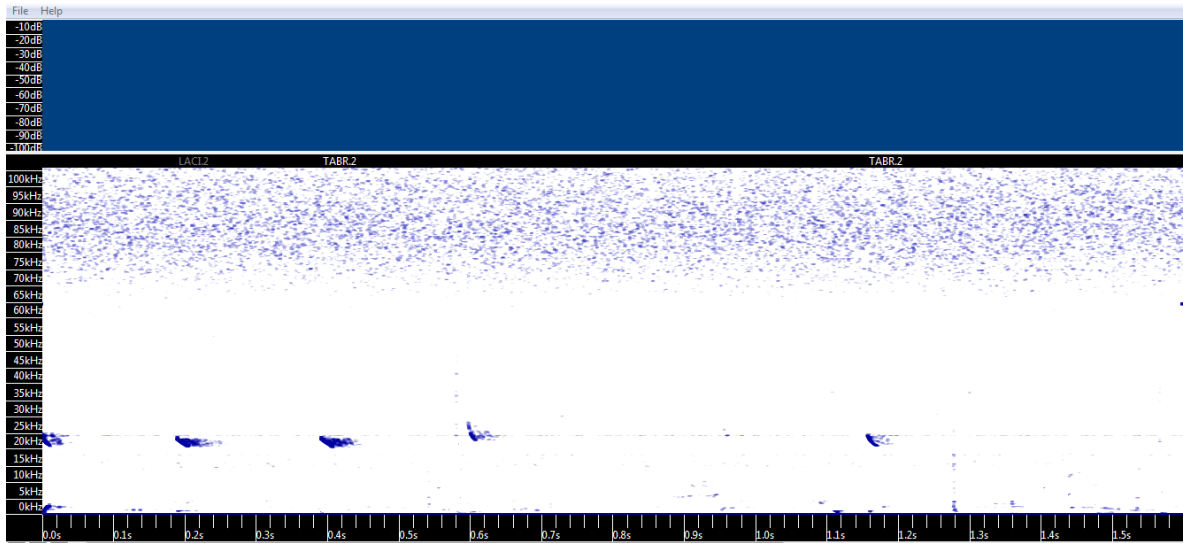 File Help
-10dB
-20dB
-30dB
-40dB
-50dB
-60dB
-70dB
-80dB
-90dB
-100dB
LACI.2 TABR.2 TABR.2
100kHz
95kHz
90kHz
85kHz
80kHz
75kHz
70kHz
65kHz
60kHz
55kHz
50kHz
45kHz
40kHz
35kHz
30kHz
25kHz
20kHz
15kHz
10kHz
5kHz
0kHz
0.0s 0.1s 0.2s 0.3s 0.4s 0.5s 0.6s 0.7s 0.8s 0.9s 1.0s 1.1s 1.2s 1.3s 1.4s 1.5s